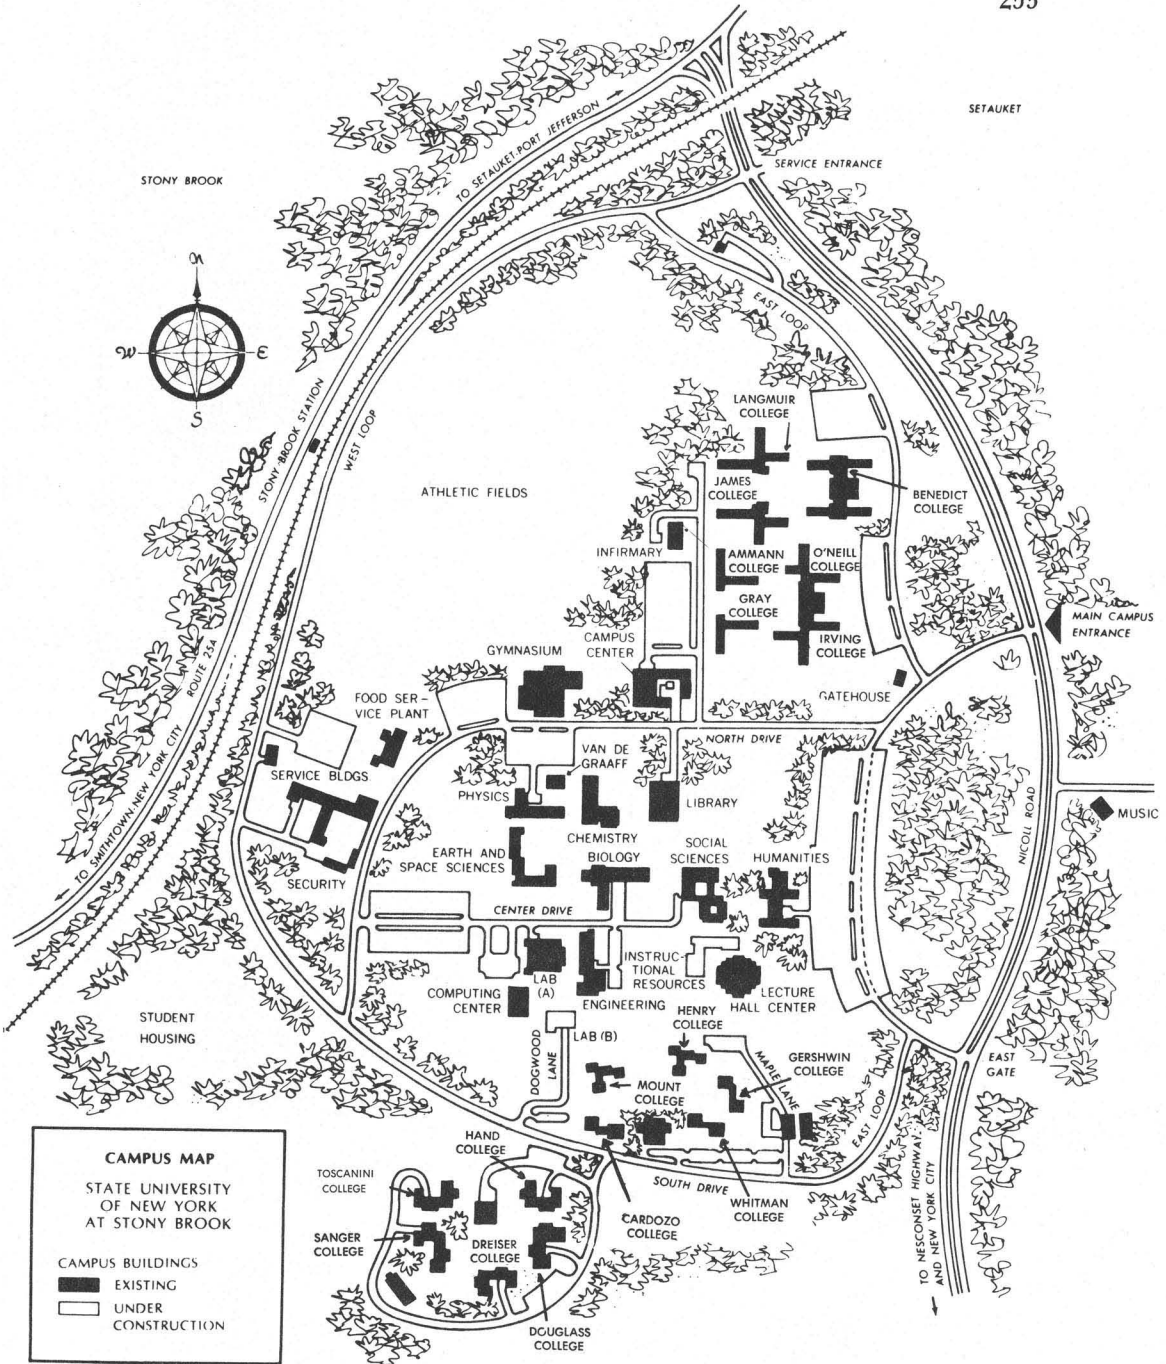 255
SETAUKET
TO SETAUKET-PORT JEFFERSON
SERVICE ENTRANCE
STONY BROOK
n
W
E
S
EAST LOOP
STONY BROOK STATION
WEST LOOP
LANGMUIR
COLLEGE
ATHLETIC FIELDS
JAMES
COLLEGE
BENEDICT
COLLEGE
INFIRMARY
AMMANN
COLLEGE
O'NEILL
COLLEGE
GRAY
COLLEGE
MAIN CAMPUS
ENTRANCE
CAMPUS
CENTER
GYMNASIUM
IRVING
COLLEGE
ROUTE 25A
GATEHOUSE
FOOD SER-
VICE PLANT
NORTH DRIVE
VAN DE
GRAAFF
SERVICE BLDGS
PHYSICS
LIBRARY
MUSIC
NICOLL ROAD
TO SMITHTOWN-NEW YORK CITY
CHEMISTRY
EARTH AND
SPACE SCIENCES
BIOLOGY
SOCIAL
SCIENCES
HUMANITIES
SECURITY
CENTER DRIVE
INSTRUC-
TIONAL
RESOURCES
LAB
(A)
COMPUTING
CENTER
ENGINEERING
LECTURE
HALL CENTER
HENRY
COLLEGE
STUDENT
HOUSING
LAB (B)
DOGWOOD
LANE
MAPLE LANE
GERSHWIN
COLLEGE
EAST
GATE
MOUNT
COLLEGE
EAST LOOP
TO NESCONSET HIGHWAY
AND NEW YORK CITY
HAND
COLLEGE
SOUTH DRIVE
TOSCANINI
COLLEGE
WHITMAN
COLLEGE
CARDOZO
COLLEGE
SANGER
COLLEGE
DREISER
COLLEGE
DOUGLASS
COLLEGE
CAMPUS MAP
STATE UNIVERSITY
OF NEW YORK
AT STONY BROOK
CAMPUS BUILDINGS
EXISTING
UNDER
CONSTRUCTION